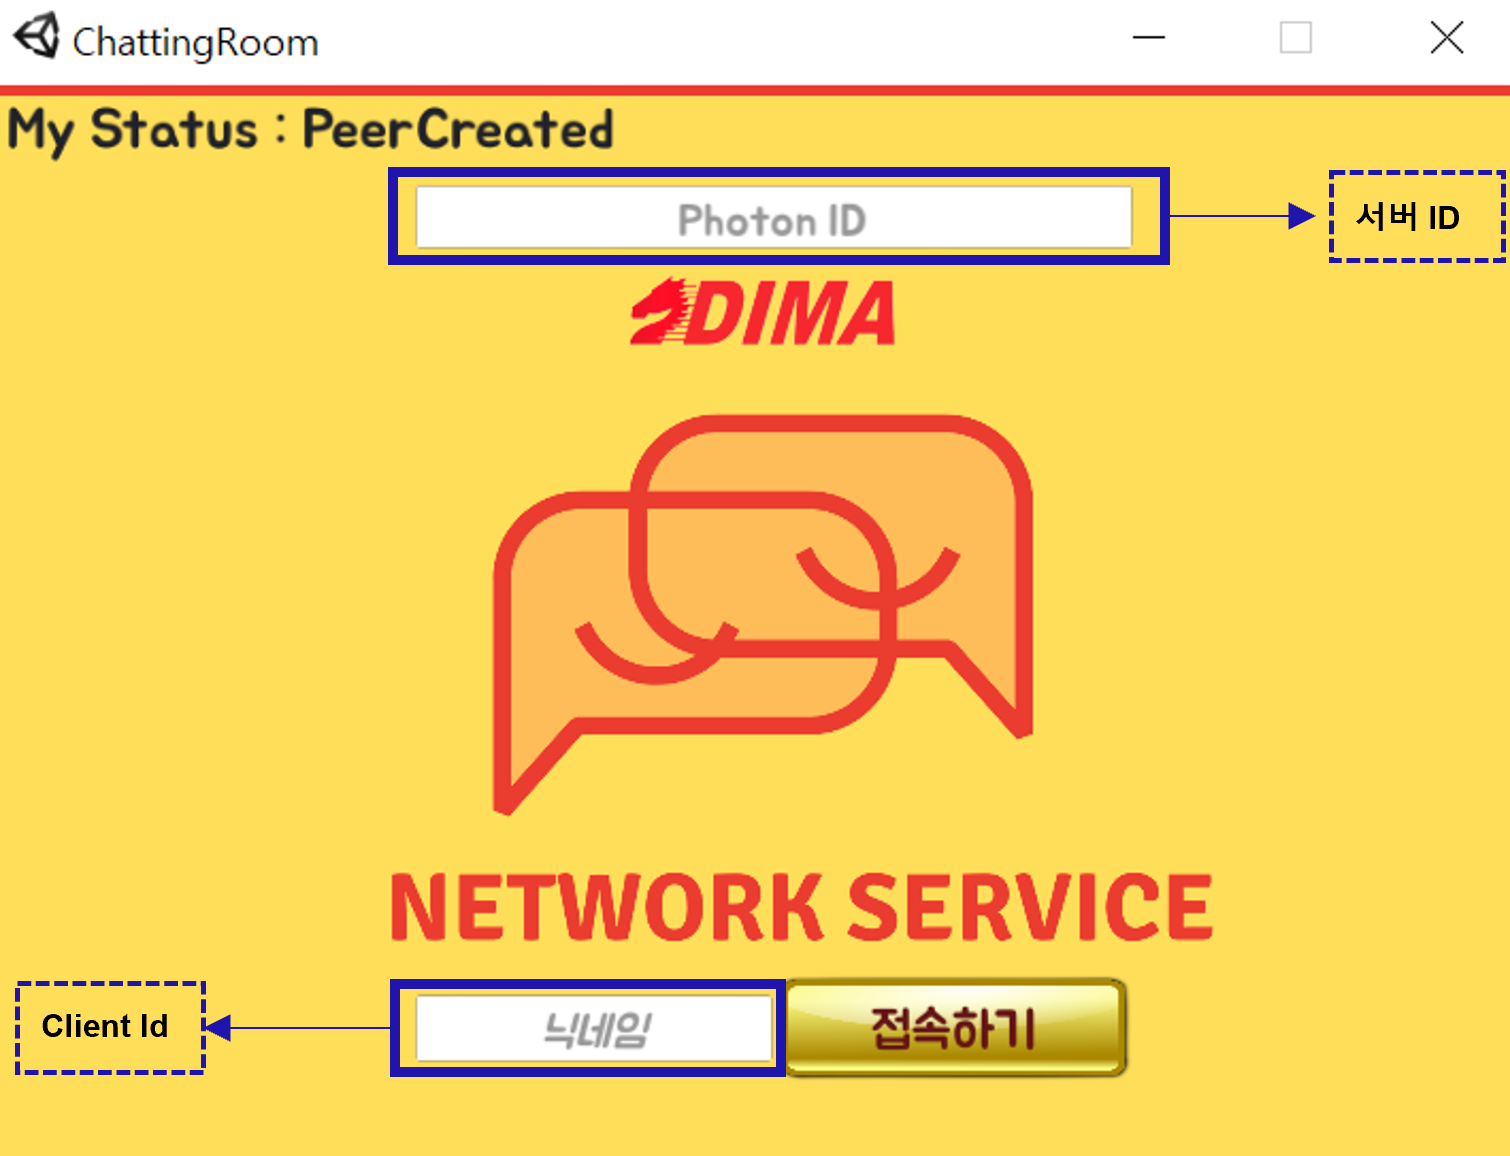 ChattingRoom
My Status : PeerCreated
Photon ID
서버 ID
DIMA
NETWORK SERVICE
Client Id
닉네임
접속하기